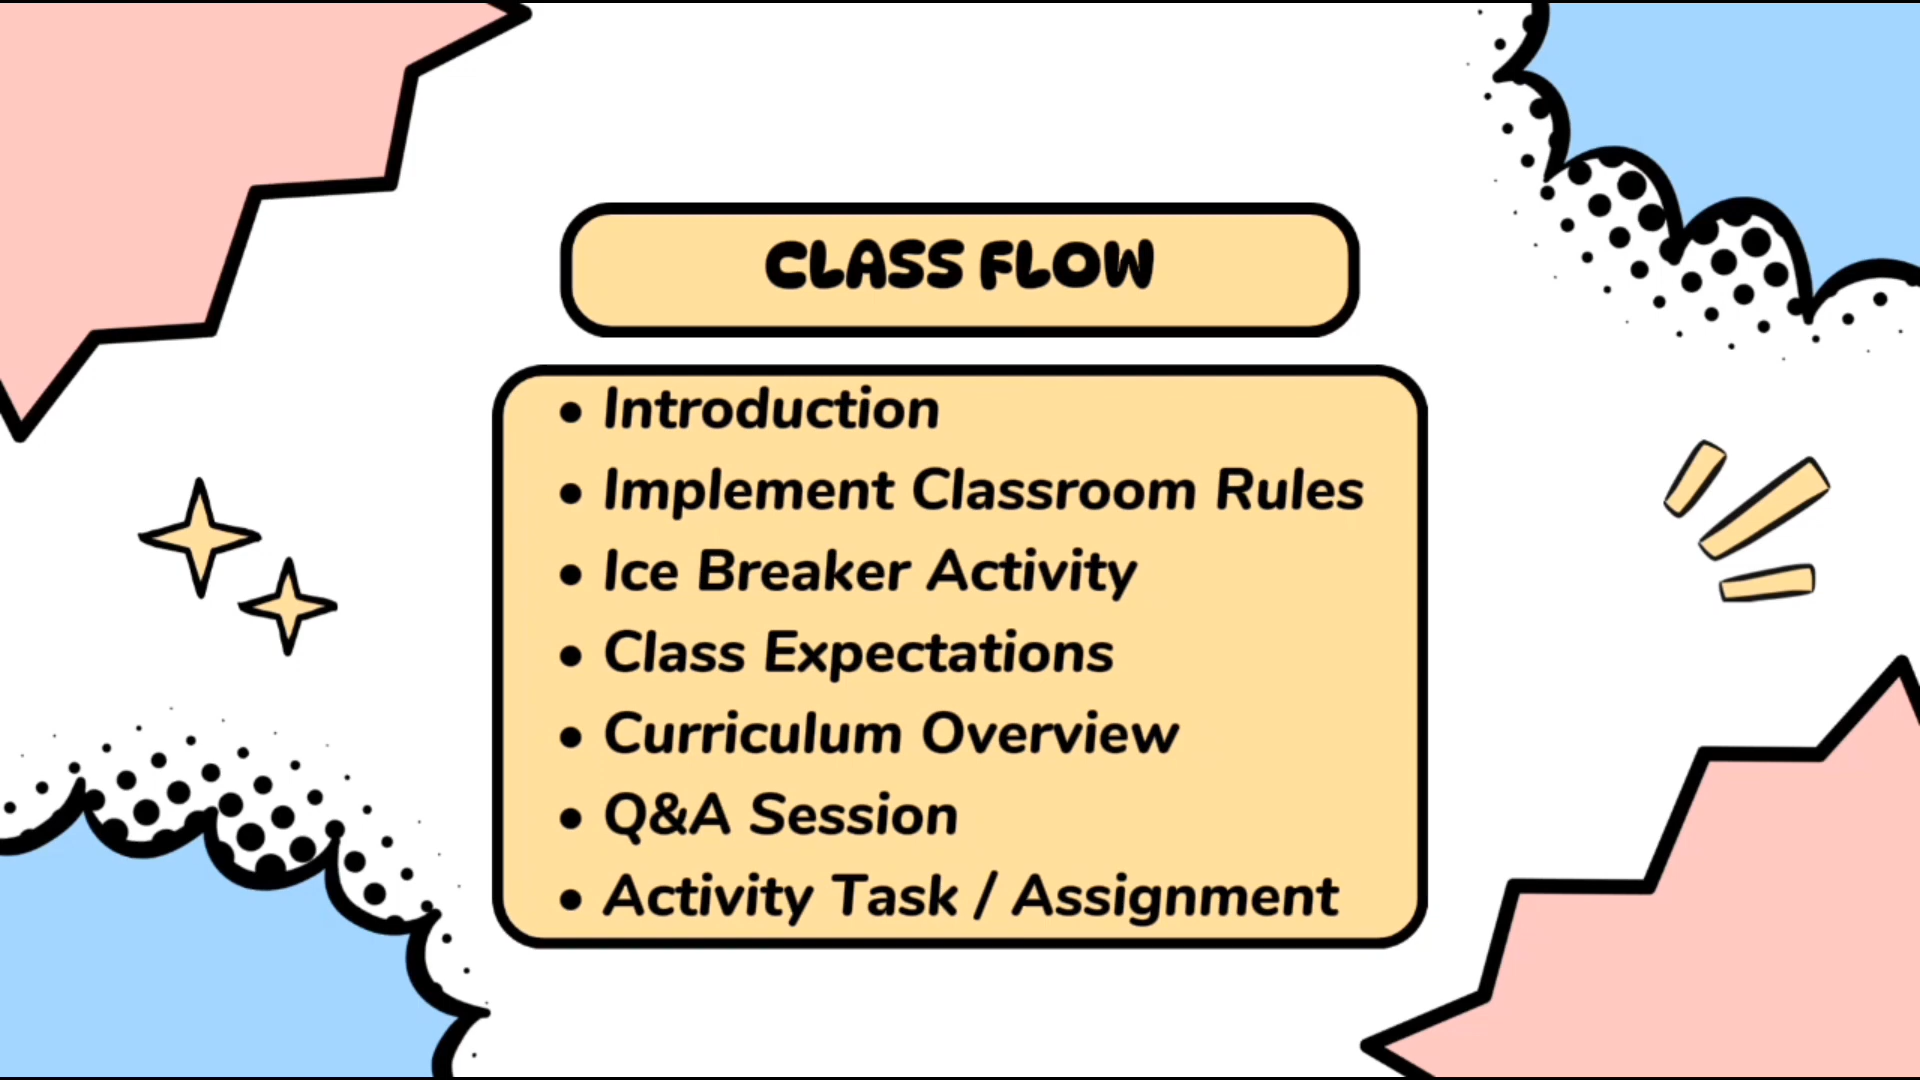 CLASS FLOW
• Introduction
• Implement Classroom Rules
• Ice Breaker Activity
• Class Expectations
• Curriculum Overview
• Q&A Session
• Activity Task / Assignment